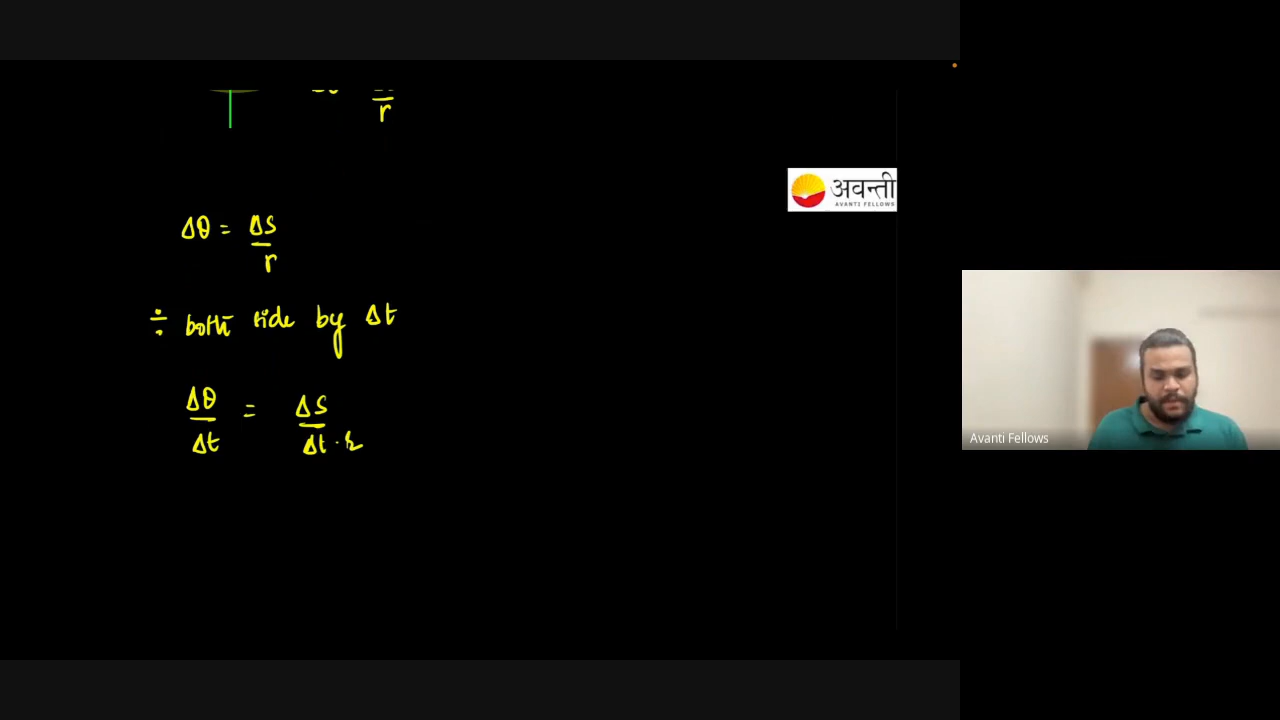 r
अवन्ती
AVANTI FELLOWS
Δθ = Δs
r
÷ both side by Δt
Δθ = Δs
Δt Δt · r
Avanti Fellows